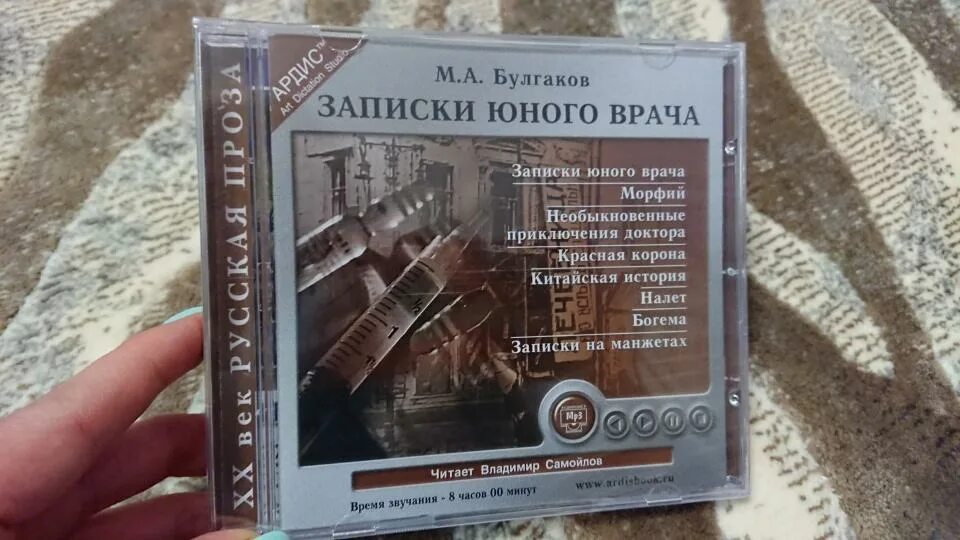 АРДИС™
Art Dictation Studio
XX век РУССКАЯ ПРОЗА
М.А. Булгаков
ЗАПИСКИ ЮНОГО ВРАЧА
Записки юного врача
Морфий
Необыкновенные
приключения доктора
Красная корона
Китайская история
Налет
Богема
Записки на манжетах
Mp3
Читает Владимир Самойлов
Время звучания - 8 часов 00 минут
www.ardisbook.ru